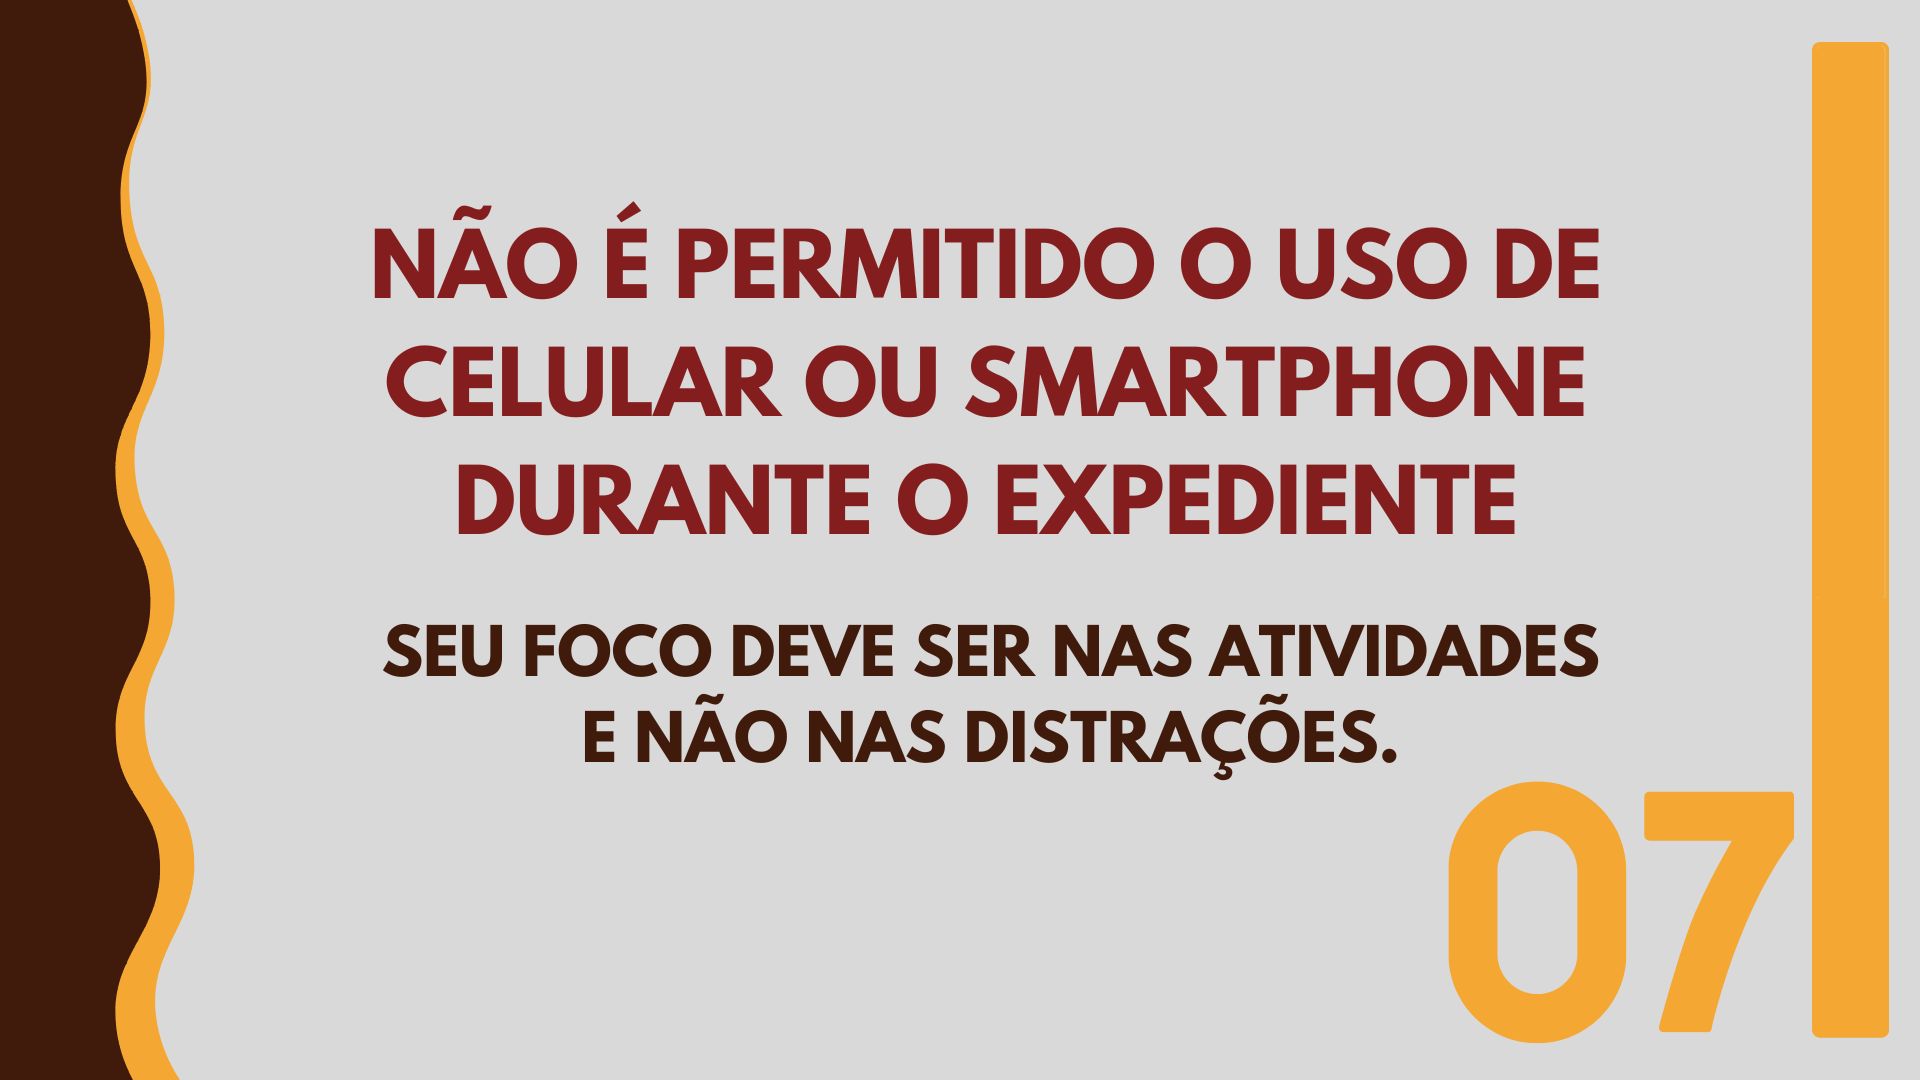 NÃO É PERMITIDO O USO DE
CELULAR OU SMARTPHONE
DURANTE O EXPEDIENTE
SEU FOCO DEVE SER NAS ATIVIDADES
E NÃO NAS DISTRAÇÕES.
07